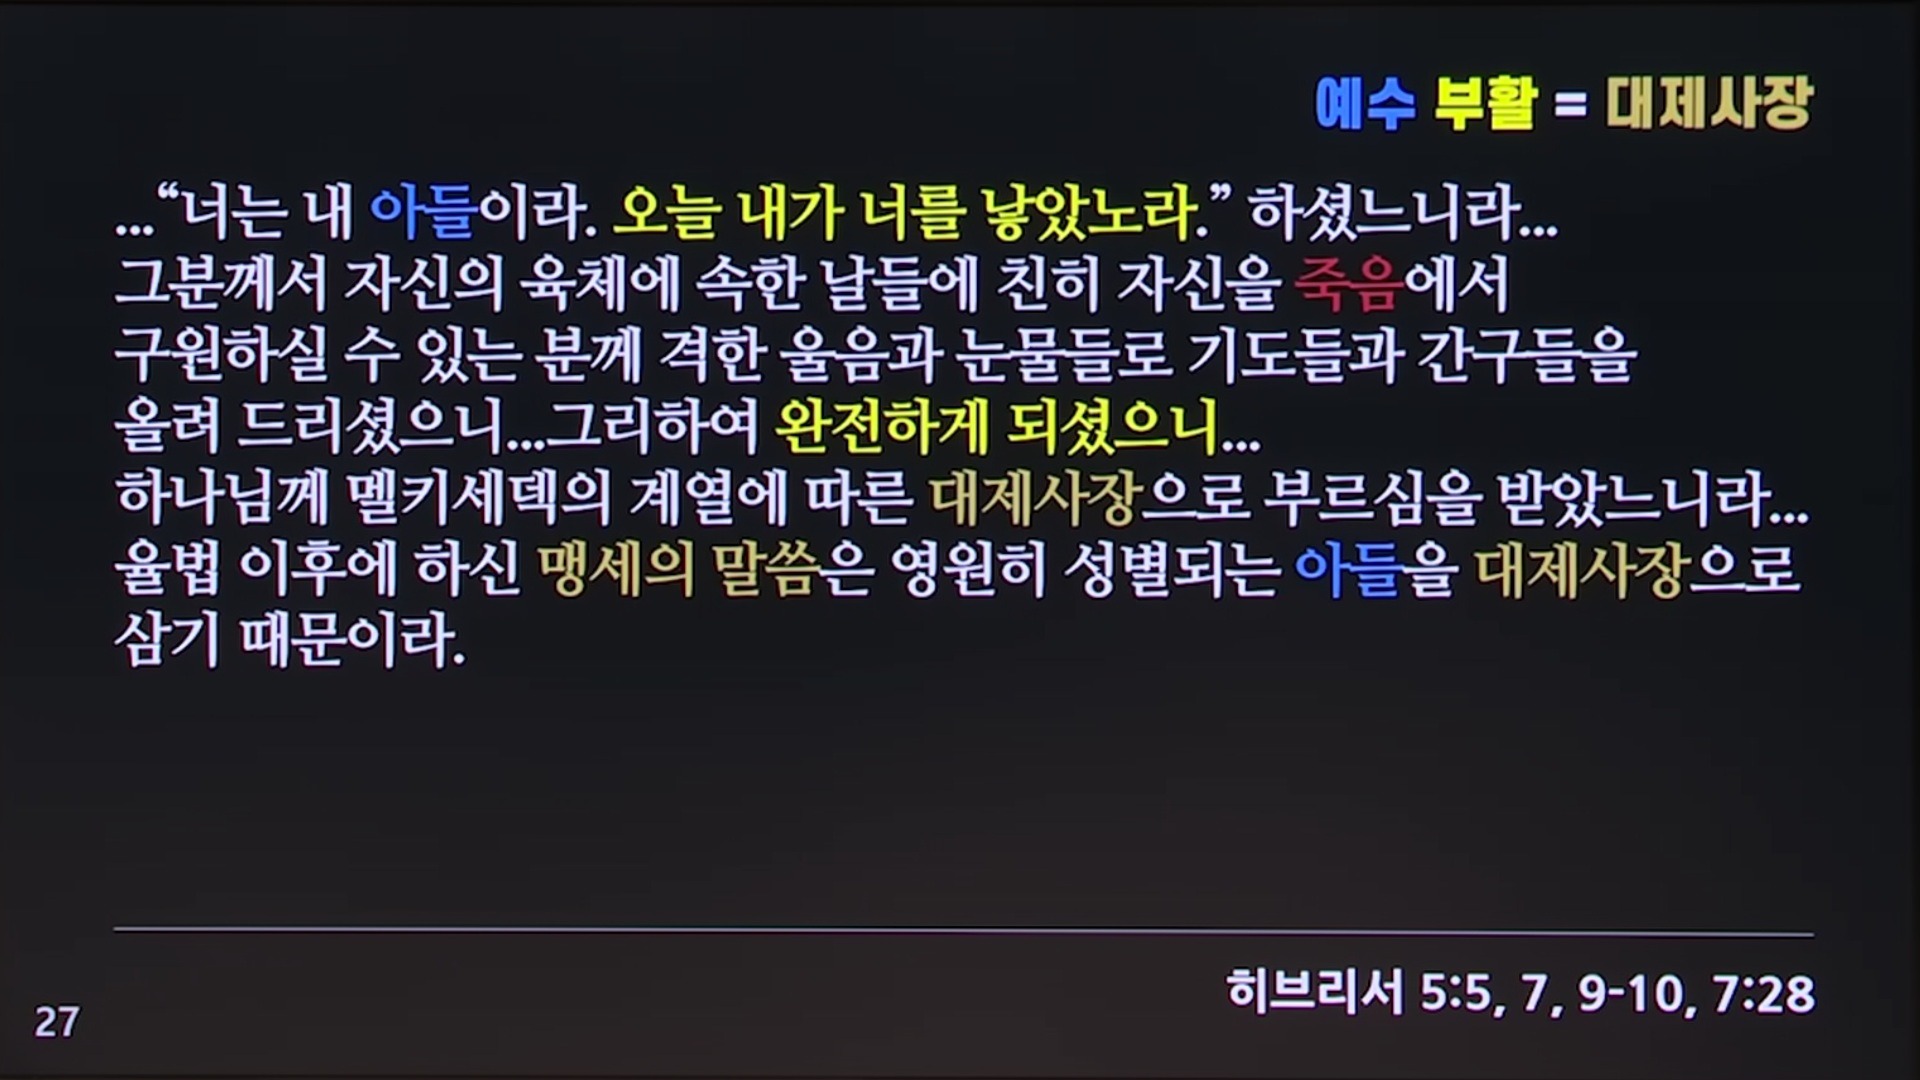 예수 부활 = 대제사장
...“너는 내 아들이라. 오늘 내가 너를 낳았노라.” 하셨느니라...
그분께서 자신의 육체에 속한 날들에 친히 자신을 죽음에서
구원하실 수 있는 분께 격한 울음과 눈물들로 기도들과 간구들을
올려 드리셨으니...그리하여 완전하게 되셨으니...
하나님께 멜키세덱의 계열에 따른 대제사장으로 부르심을 받았느니라...
율법 이후에 하신 맹세의 말씀은 영원히 성별되는 아들을 대제사장으로
삼기 때문이라.
히브리서 5:5, 7, 9-10, 7:28
27